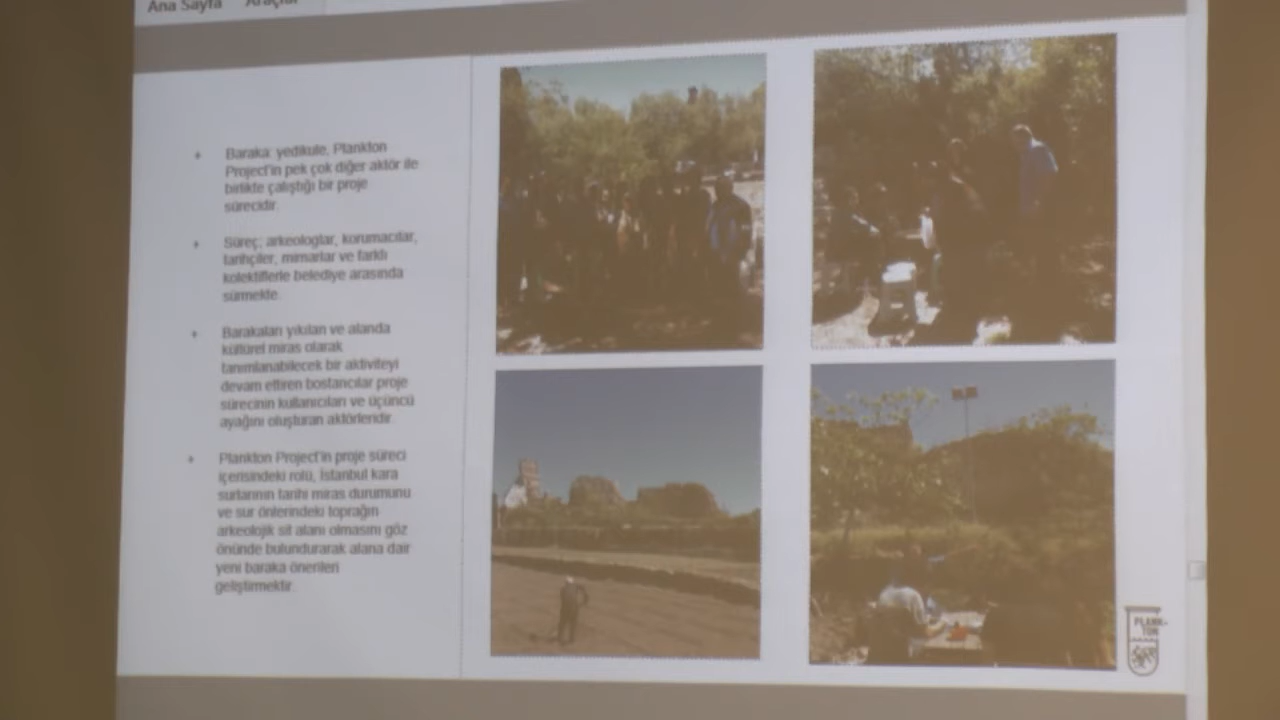 Ana Sayfa Araçlar
+ Baraka: yedikule, Plankton
Project'in pek çok diğer aktör ile
birlikte çalıştığı bir proje
sürecidir.
+ Süreç; arkeologlar, korumacılar,
tarihçiler, mimarlar ve farklı
kolektiflerle belediye arasında
sürmekte.
+ Barakaları yıkılan ve alanda
kültürel miras olarak
tanımlanabilecek bir aktiviteyi
devam ettiren bostancılar proje
sürecinin kullanıcıları ve üçüncü
ayağını oluşturan aktörleridir.
+ Plankton Project'in proje süreci
içerisindeki rolü, İstanbul kara
surlarının tarihi miras durumunu
ve sur önlerindeki toprağın
arkeolojik sit alanı olmasını göz
önünde bulundurarak alana dair
yeni baraka önerileri
geliştirmektir.
PLANK-
TON